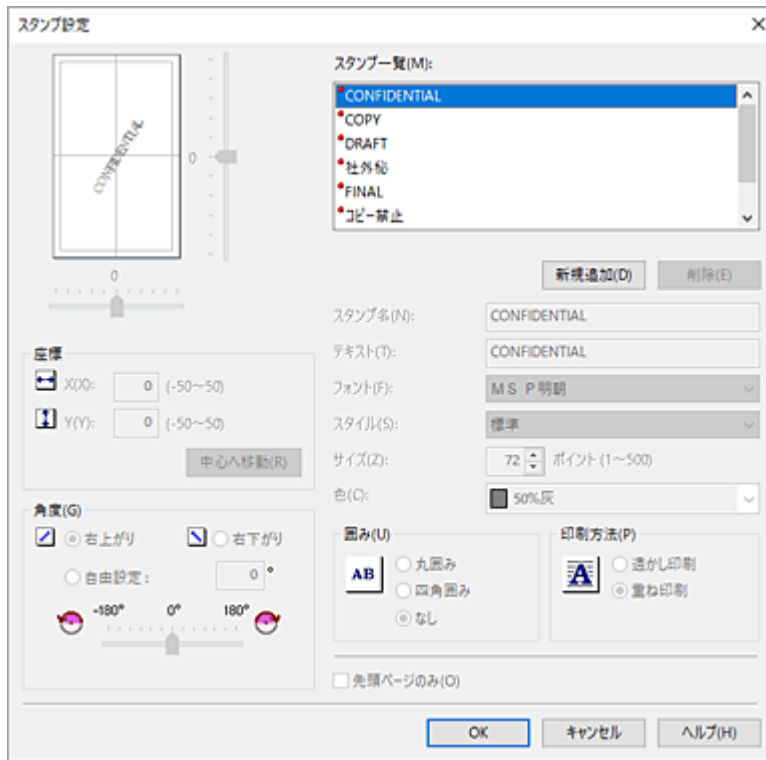 スタンプ設定
CONFIDENTIAL
0
0
座標
X(X): 0 (-50～50)
Y(Y): 0 (-50～50)
中心へ移動(R)
角度(G)
右上がり 右下がり
自由設定: 0 °
-180° 0° 180°
スタンプ一覧(M):
CONFIDENTIAL
COPY
DRAFT
社外秘
FINAL
コピー禁止
新規追加(D) 削除(E)
スタンプ名(N): CONFIDENTIAL
テキスト(T): CONFIDENTIAL
フォント(F): MS P明朝
スタイル(S): 標準
サイズ(Z): 72 ポイント(1～500)
色(C): 50%灰
囲み(U)
AB
丸囲み
四角囲み
なし
印刷方法(P)
A
透かし印刷
重ね印刷
先頭ページのみ(O)
OK キャンセル ヘルプ(H)